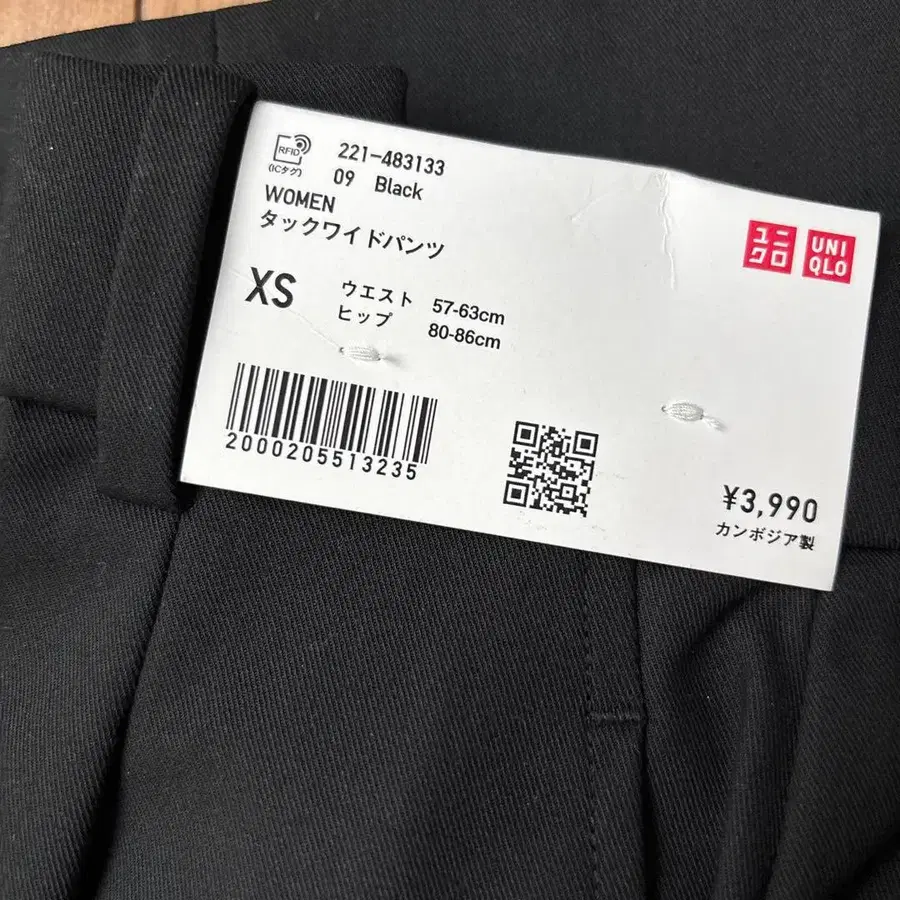 RFID
(ICタグ)
221-483133
09 Black
WOMEN
タックワイドパンツ
XS
ウエスト 57-63cm
ヒップ 80-86cm
2000205513235
ユニ
クロ
UNI
QLO
¥3,990
カンボジア製